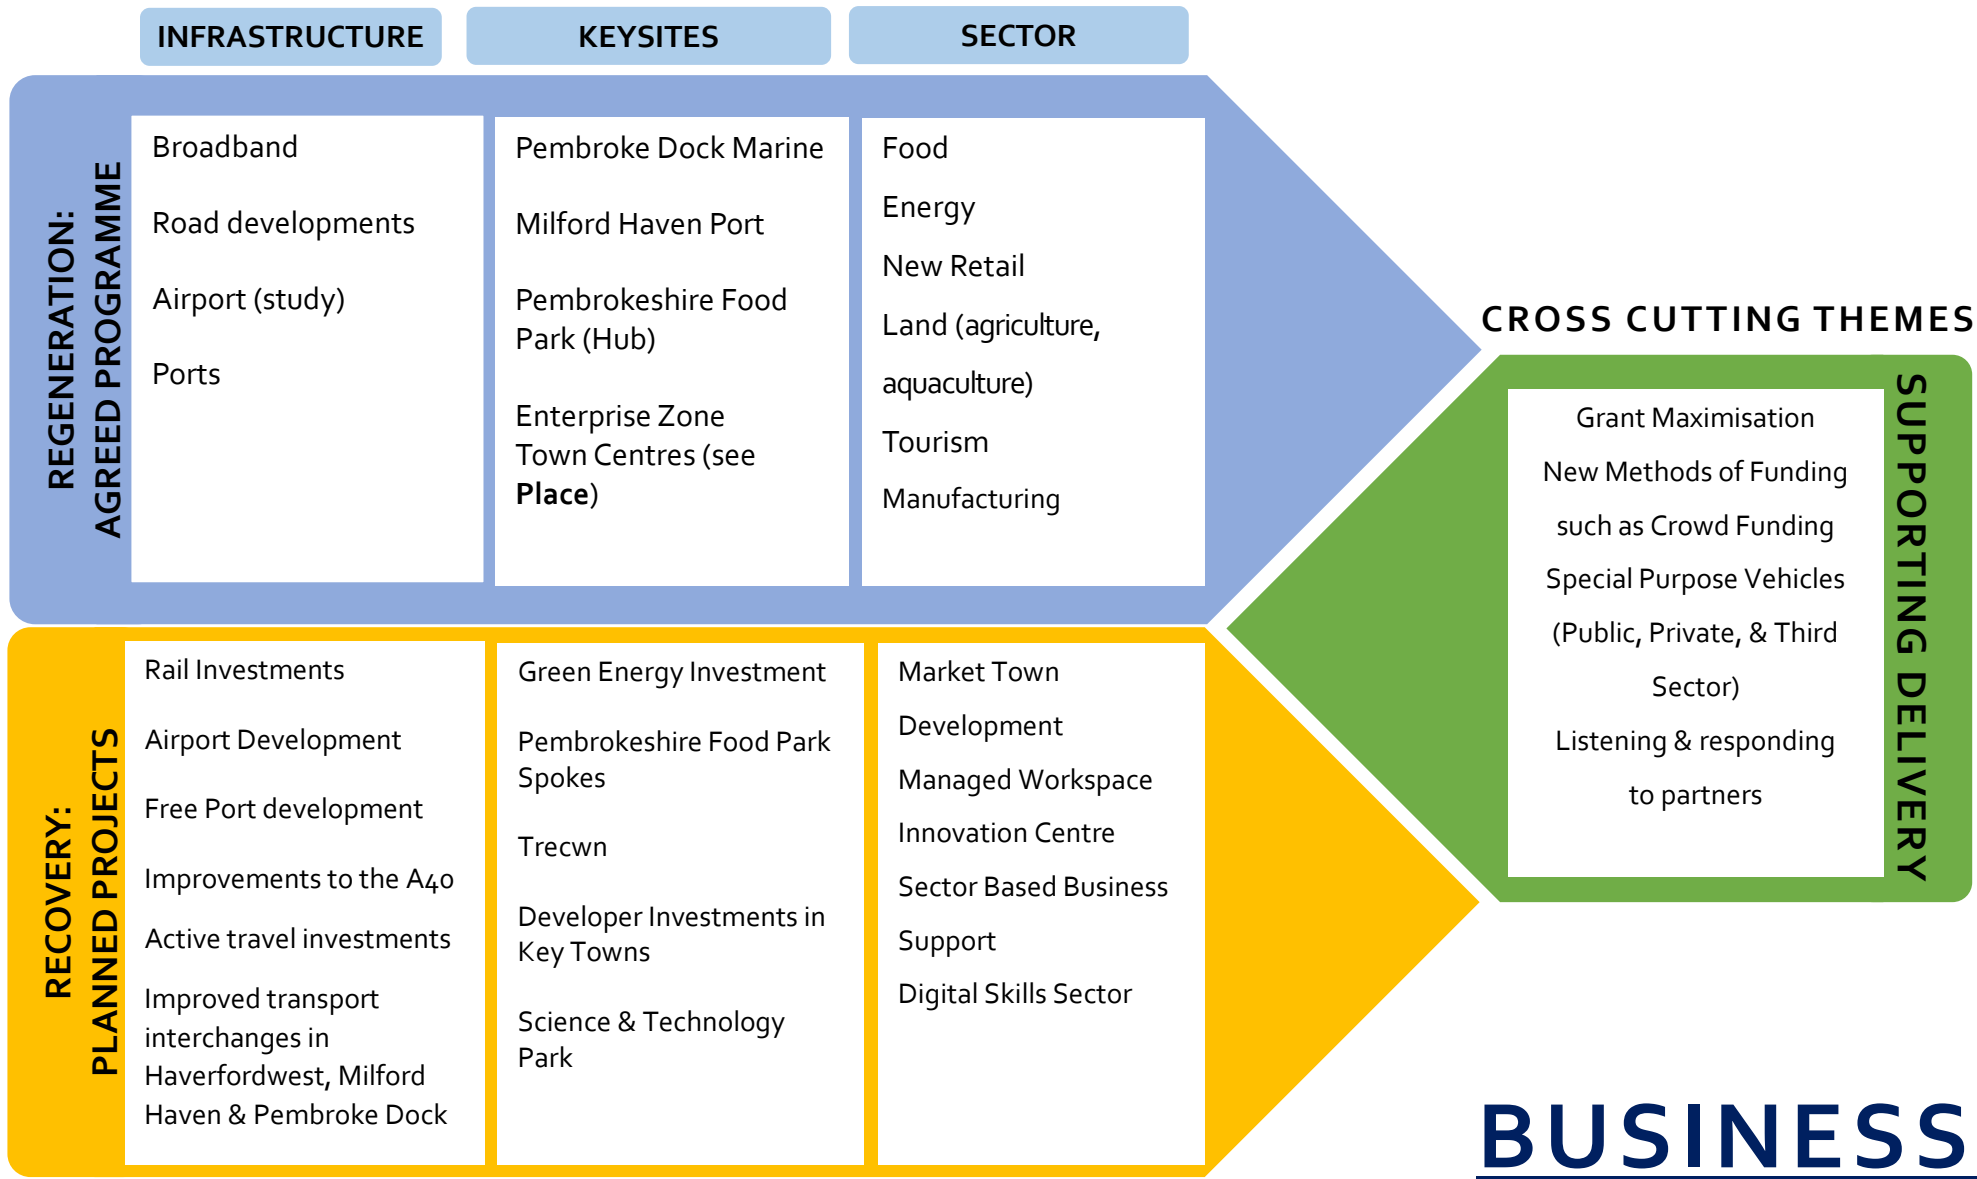 INFRASTRUCTURE
KEYSITES
SECTOR
REGENERATION:
AGREED PROGRAMME
Broadband
Road developments
Airport (study)
Ports
Pembroke Dock Marine
Milford Haven Port
Pembrokeshire Food
Park (Hub)
Enterprise Zone
Town Centres (see
Place)
Food
Energy
New Retail
Land (agriculture,
aquaculture)
Tourism
Manufacturing
RECOVERY:
PLANNED PROJECTS
Rail Investments
Airport Development
Free Port development
Improvements to the A40
Active travel investments
Improved transport
interchanges in
Haverfordwest, Milford
Haven & Pembroke Dock
Green Energy Investment
Pembrokeshire Food Park
Spokes
Trecwn
Developer Investments in
Key Towns
Science & Technology
Park
Market Town
Development
Managed Workspace
Innovation Centre
Sector Based Business
Support
Digital Skills Sector
CROSS CUTTING THEMES
Grant Maximisation
New Methods of Funding
such as Crowd Funding
Special Purpose Vehicles
(Public, Private, & Third
Sector)
Listening & responding
to partners
SUPPORTING DELIVERY
BUSINESS